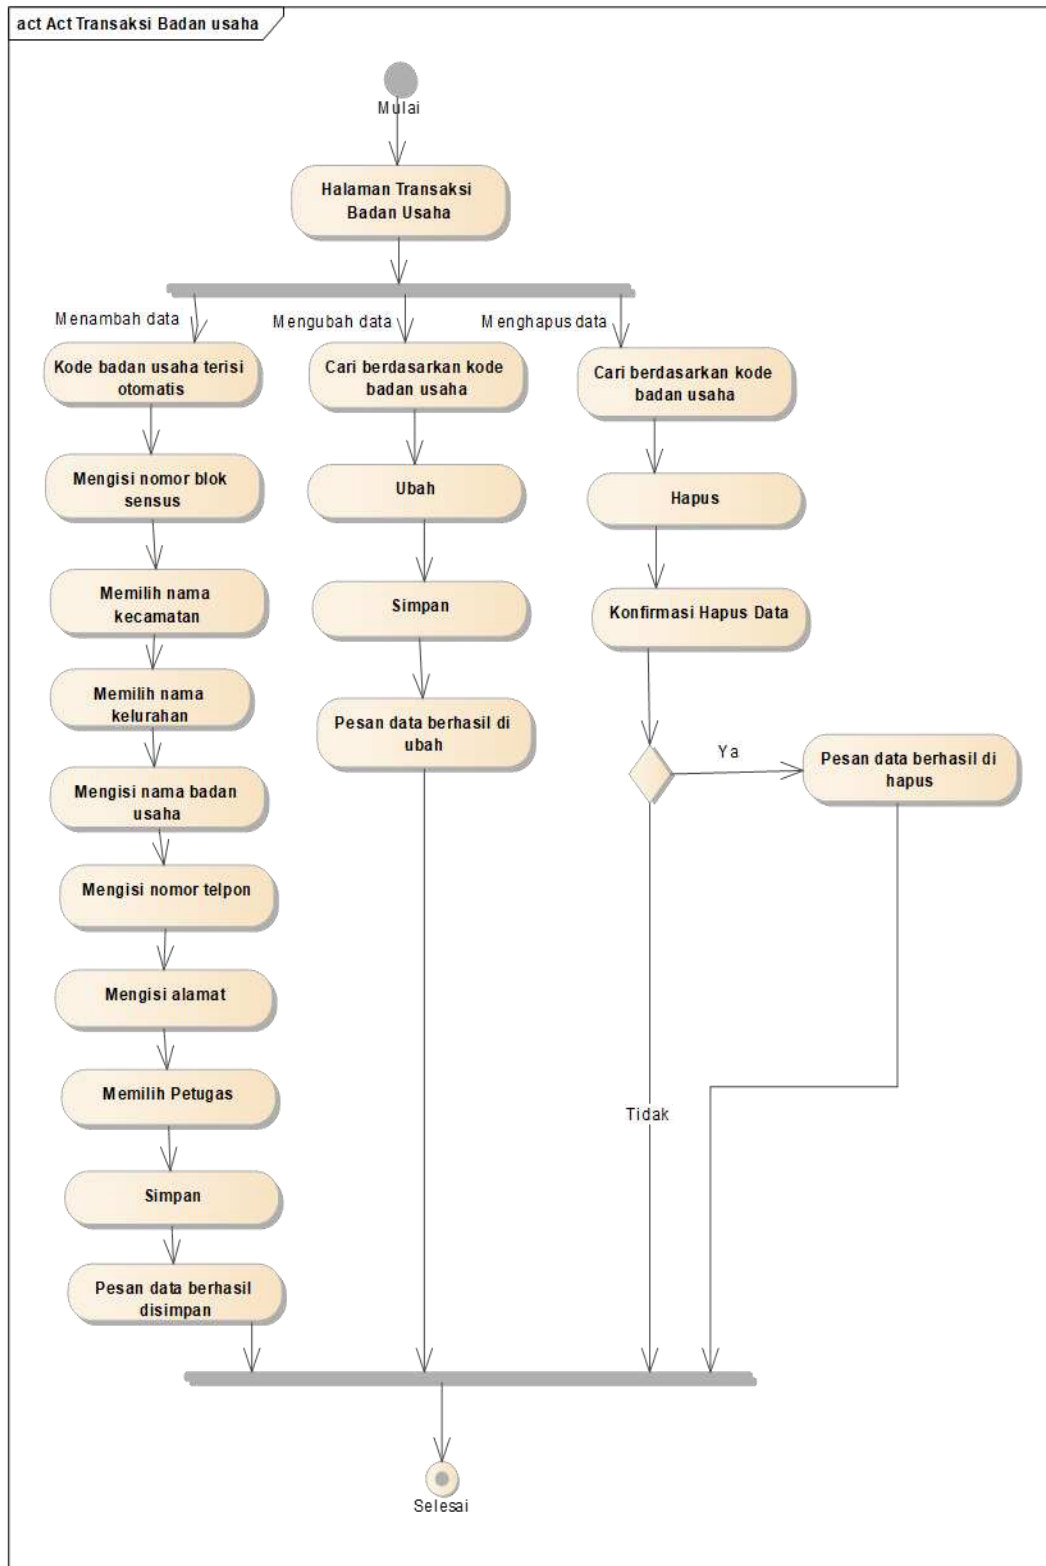 act Act Transaksi Badan usaha
Mulai
Halaman Transaksi
Badan Usaha
Menambah data
Mengubah data
Menghapus data
Kode badan usaha terisi
otomatis
Mengisi nomor blok
sensus
Memilih nama
kecamatan
Memilih nama
kelurahan
Mengisi nama badan
usaha
Mengisi nomor telpon
Mengisi alamat
Memilih Petugas
Simpan
Pesan data berhasil
disimpan
Cari berdasarkan kode
badan usaha
Ubah
Simpan
Pesan data berhasil di
ubah
Cari berdasarkan kode
badan usaha
Hapus
Konfirmasi Hapus Data
Ya
Pesan data berhasil di
hapus
Tidak
Selesai